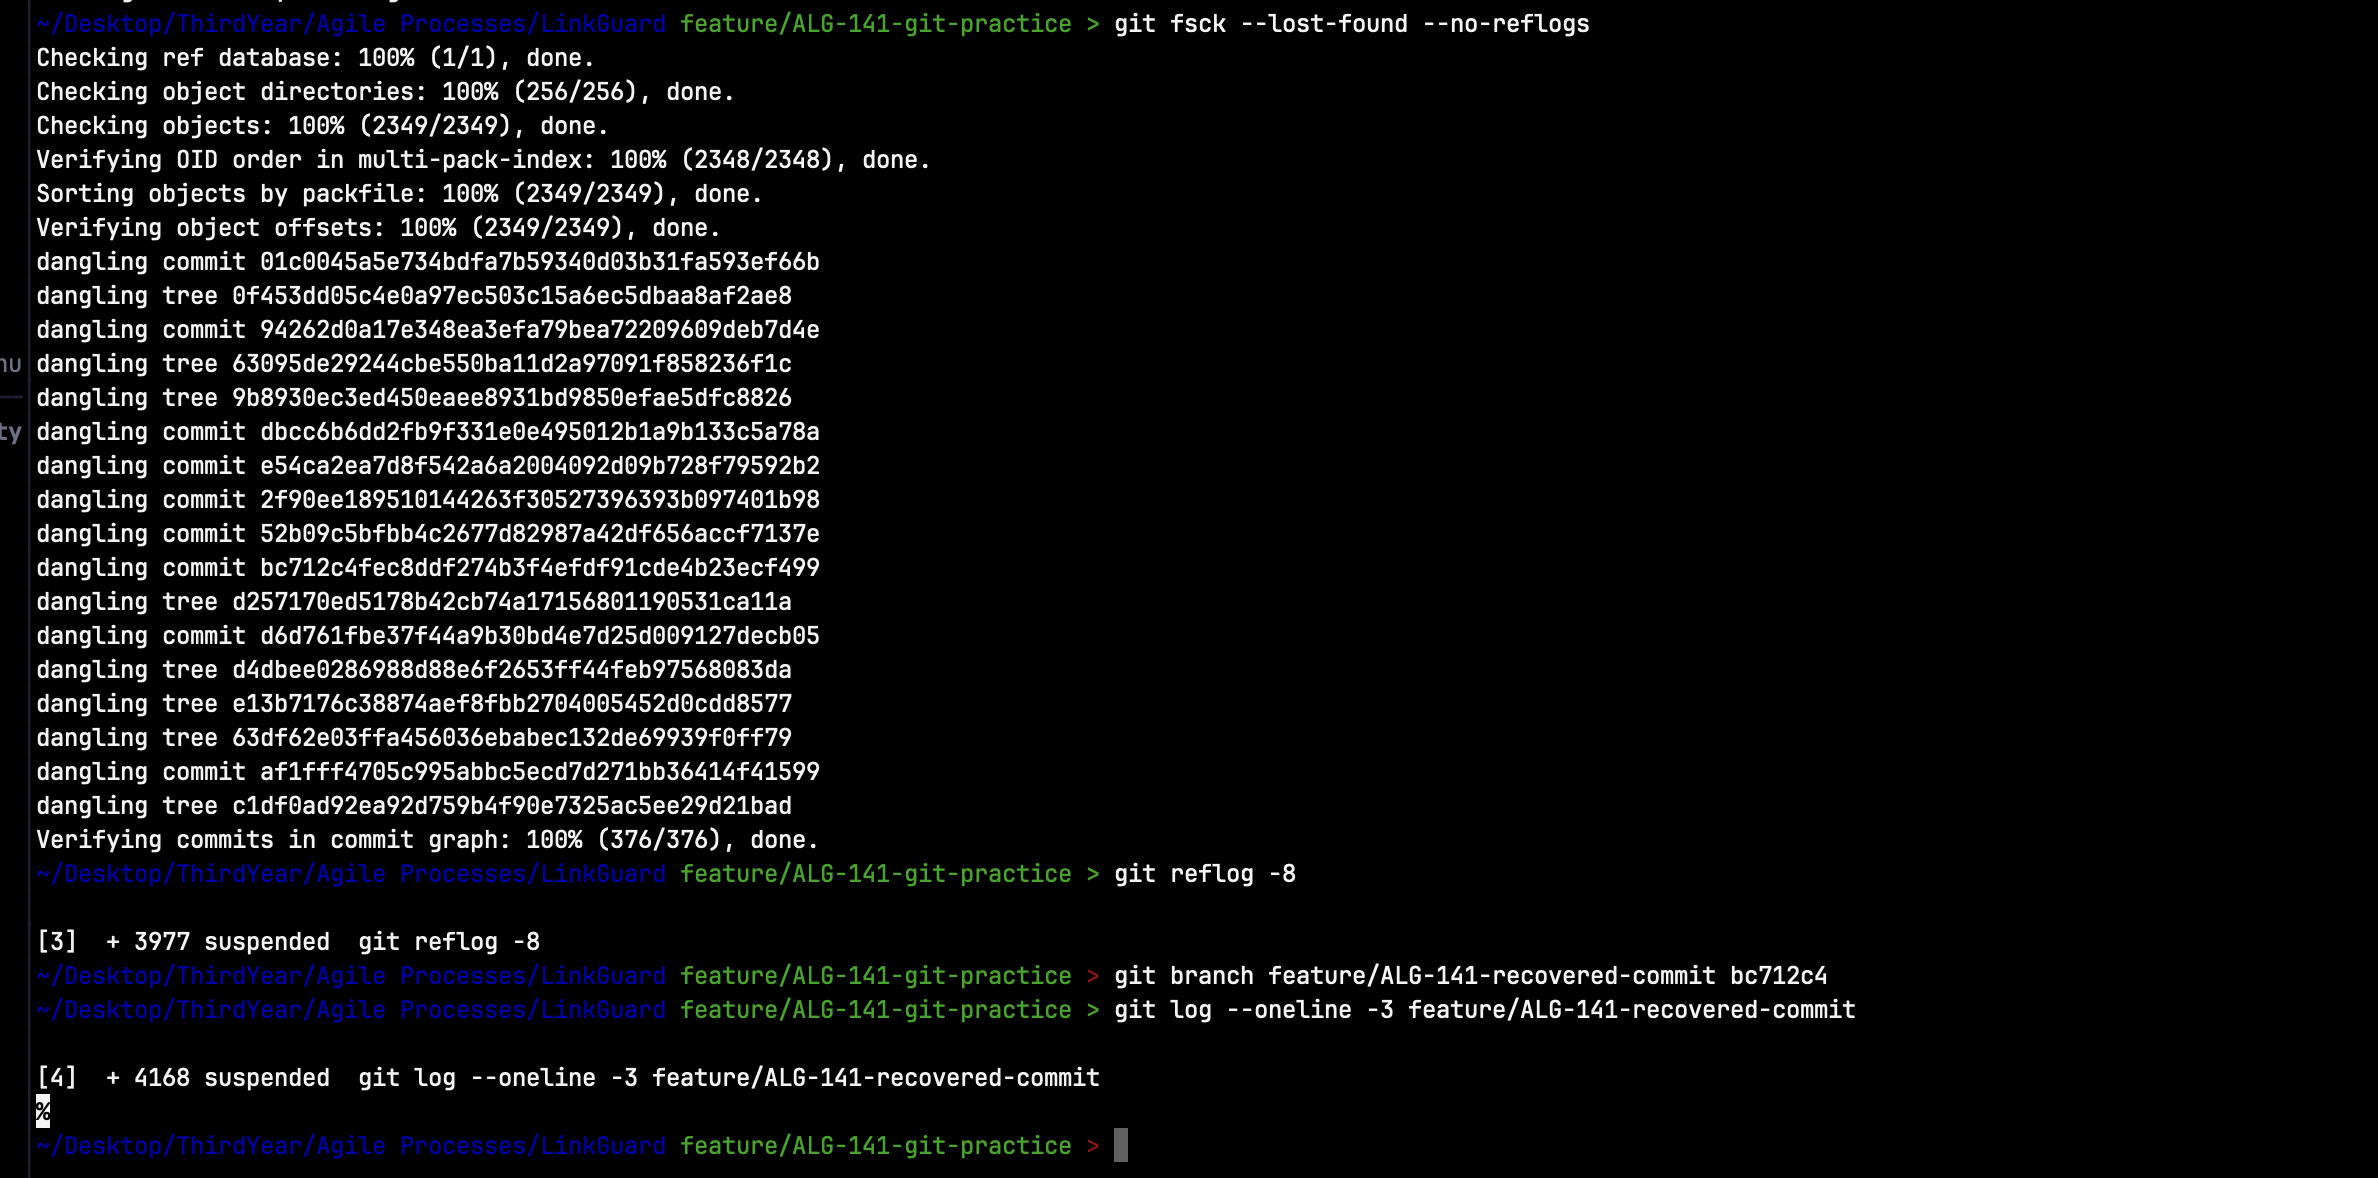 ~/Desktop/ThirdYear/Agile Processes/LinkGuard feature/ALG-141-git-practice > git fsck --lost-found --no-reflogs
Checking ref database: 100% (1/1), done.
Checking object directories: 100% (256/256), done.
Checking objects: 100% (2349/2349), done.
Verifying OID order in multi-pack-index: 100% (2348/2348), done.
Sorting objects by packfile: 100% (2349/2349), done.
Verifying object offsets: 100% (2349/2349), done.
dangling commit 01c0045a5e734bdfa7b59340d03b31fa593ef66b
dangling tree 0f453dd05c4e0a97ec503c15a6ec5dbaa8af2ae8
dangling commit 94262d0a17e348ea3efa79bea72209609deb7d4e
nu dangling tree 63095de29244cbe550ba11d2a97091f858236f1c
dangling tree 9b8930ec3ed450eaee8931bd9850efae5dfc8826
ty dangling commit dbcc6b6dd2fb9f331e0e495012b1a9b133c5a78a
dangling commit e54ca2ea7d8f542a6a2004092d09b728f79592b2
dangling commit 2f90ee189510144263f30527396393b097401b98
dangling commit 52b09c5bfbb4c2677d82987a42df656accf7137e
dangling commit bc712c4fec8ddf274b3f4efdf91cde4b23ecf499
dangling tree d257170ed5178b42cb74a17156801190531ca11a
dangling commit d6d761fbe37f44a9b30bd4e7d25d009127decb05
dangling tree d4dbee0286988d88e6f2653ff44feb97568083da
dangling tree e13b7176c38874aef8fbb2704005452d0cdd8577
dangling tree 63df62e03ffa456036ebabec132de69939f0ff79
dangling commit af1fff4705c995abbc5ecd7d271bb36414f41599
dangling tree c1df0ad92ea92d759b4f90e7325ac5ee29d21bad
Verifying commits in commit graph: 100% (376/376), done.
~/Desktop/ThirdYear/Agile Processes/LinkGuard feature/ALG-141-git-practice > git reflog -8
[3]  + 3977 suspended  git reflog -8
~/Desktop/ThirdYear/Agile Processes/LinkGuard feature/ALG-141-git-practice > git branch feature/ALG-141-recovered-commit bc712c4
~/Desktop/ThirdYear/Agile Processes/LinkGuard feature/ALG-141-git-practice > git log --oneline -3 feature/ALG-141-recovered-commit
[4]  + 4168 suspended  git log --oneline -3 feature/ALG-141-recovered-commit
%
~/Desktop/ThirdYear/Agile Processes/LinkGuard feature/ALG-141-git-practice >